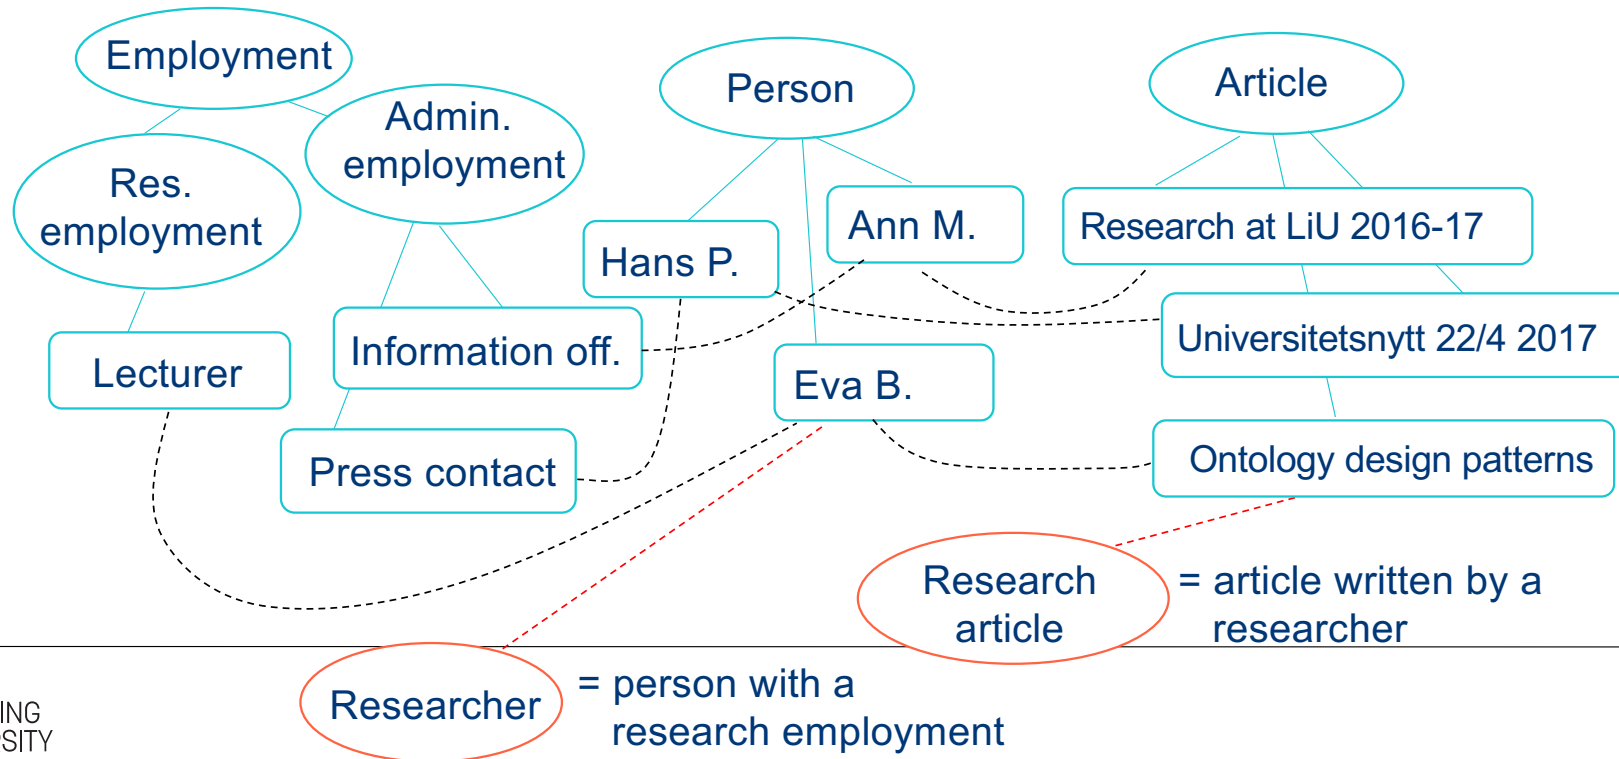 Employment
Admin.
employment
Res.
employment
Person
Article
Hans P.
Ann M.
Research at LiU 2016-17
Lecturer
Information off.
Eva B.
Universitetsnytt 22/4 2017
Press contact
Ontology design patterns
Research
article
= article written by a
researcher
Researcher
= person with a
research employment
ING
SITY